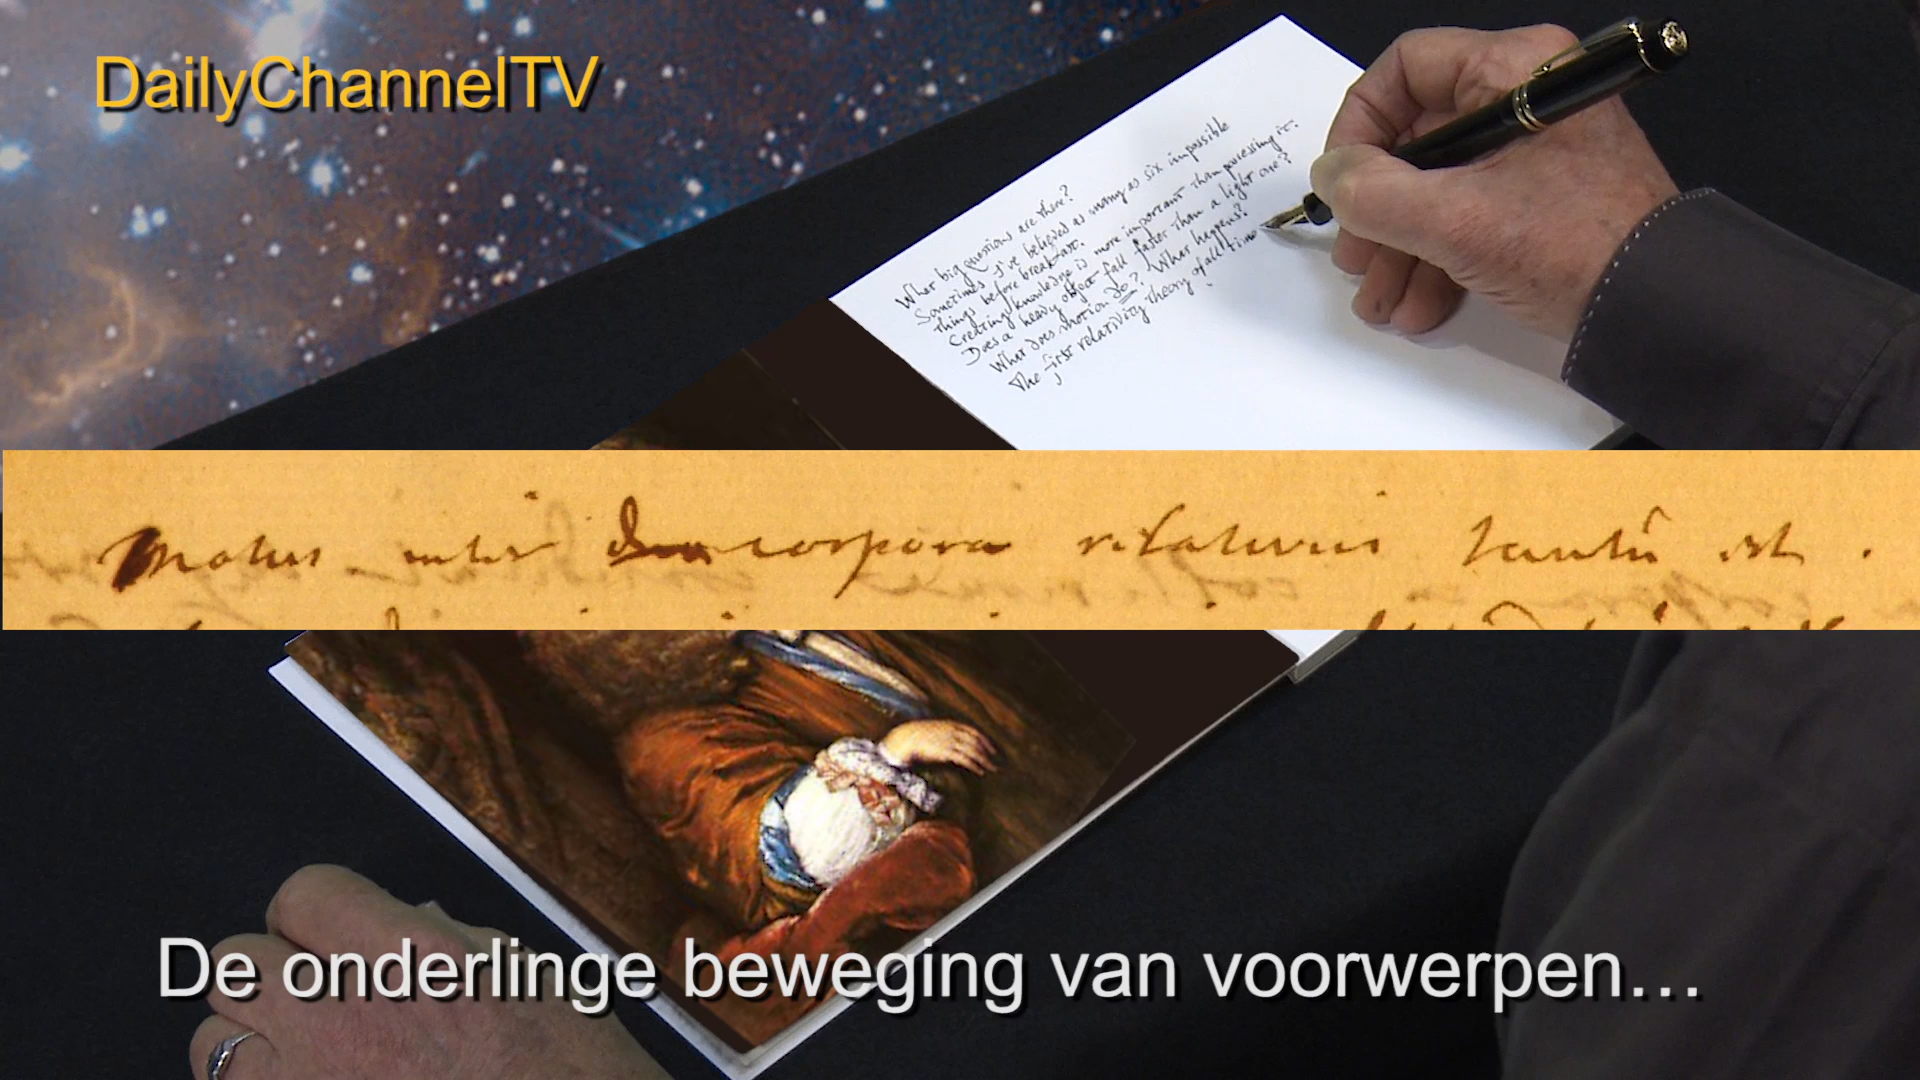 DailyChannelTV
What big questions are there?
Sometimes I've believed as many as six impossible
things before breakfast.
Creating knowledge is more important than possessing it.
Does a heavy object fall faster than a light one?
What does motion do? What happens?
The first relativity theory of all time
Motus inter duo corpora relativus tantū est.
De onderlinge beweging van voorwerpen...